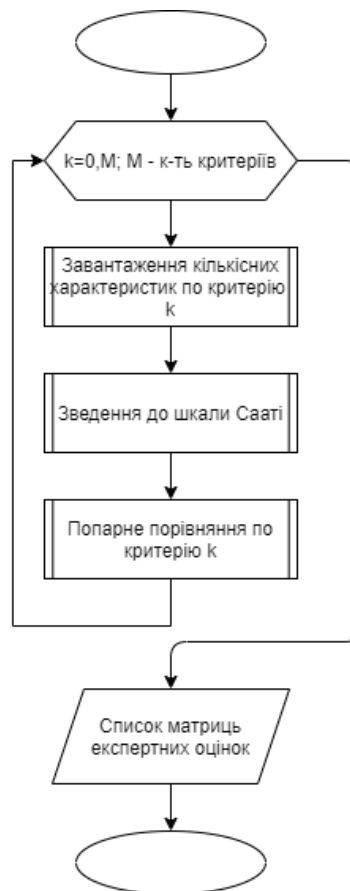 k=0,M; M - к-ть критеріїв
Завантаження кількісних
характеристик по критерію
k
Зведення до шкали Сааті
Попарне порівняння по
критерію k
Список матриць
експертних оцінок